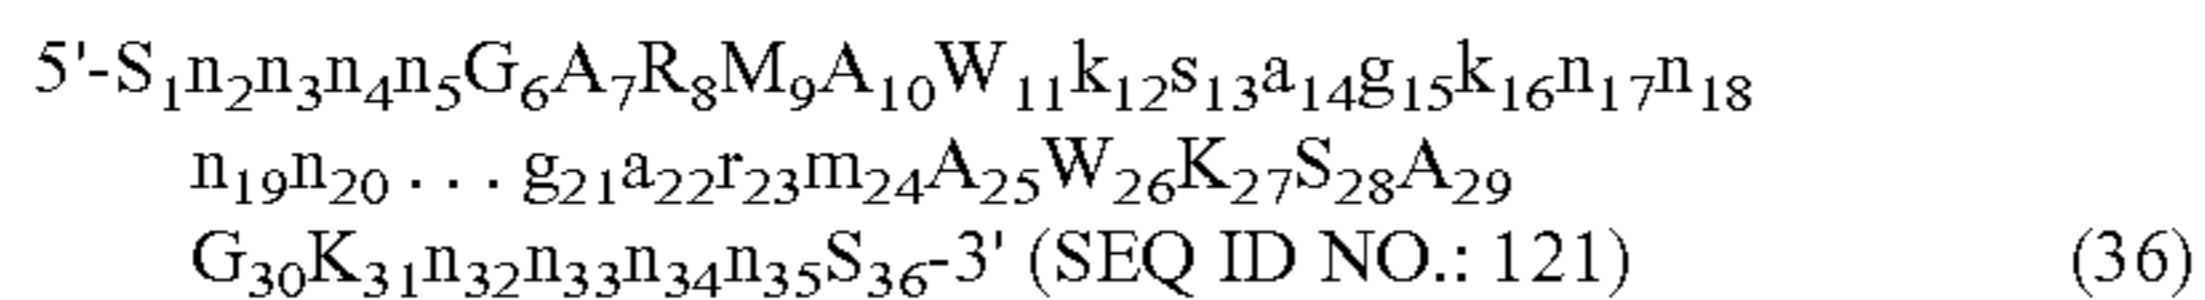 5'-S₁n₂n₃n₄n₅G₆A₇R₈M₉A₁₀W₁₁k₁₂s₁₃a₁₄g₁₅k₁₆n₁₇n₁₈
n₁₉n₂₀ . . . g₂₁a₂₂r₂₃m₂₄A₂₅W₂₆K₂₇S₂₈A₂₉
G₃₀K₃₁n₃₂n₃₃n₃₄n₃₅S₃₆-3' (SEQ ID NO.: 121) (36)